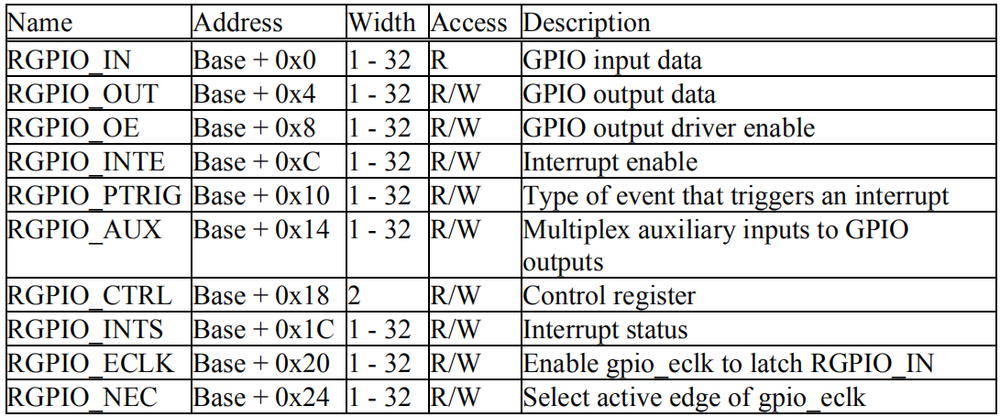 Name Address Width Access Description
RGPIO_IN Base + 0x0 1 - 32 R GPIO input data
RGPIO_OUT Base + 0x4 1 - 32 R/W GPIO output data
RGPIO_OE Base + 0x8 1 - 32 R/W GPIO output driver enable
RGPIO_INTE Base + 0xC 1 - 32 R/W Interrupt enable
RGPIO_PTRIG Base + 0x10 1 - 32 R/W Type of event that triggers an interrupt
RGPIO_AUX Base + 0x14 1 - 32 R/W Multiplex auxiliary inputs to GPIO
outputs
RGPIO_CTRL Base + 0x18 2 R/W Control register
RGPIO_INTS Base + 0x1C 1 - 32 R/W Interrupt status
RGPIO_ECLK Base + 0x20 1 - 32 R/W Enable gpio_eclk to latch RGPIO_IN
RGPIO_NEC Base + 0x24 1 - 32 R/W Select active edge of gpio_eclk